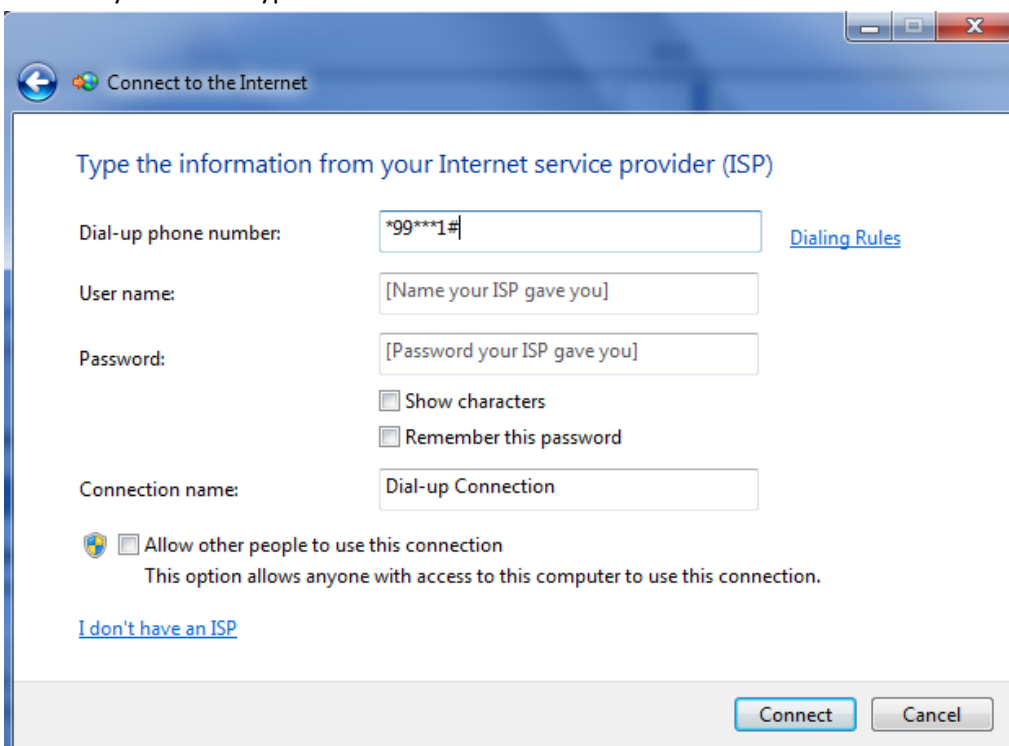 Connect to the Internet
Type the information from your Internet service provider (ISP)
Dial-up phone number: *99***1# Dialing Rules
User name: [Name your ISP gave you]
Password: [Password your ISP gave you]
Show characters
Remember this password
Connection name: Dial-up Connection
Allow other people to use this connection
This option allows anyone with access to this computer to use this connection.
I don't have an ISP
Connect Cancel